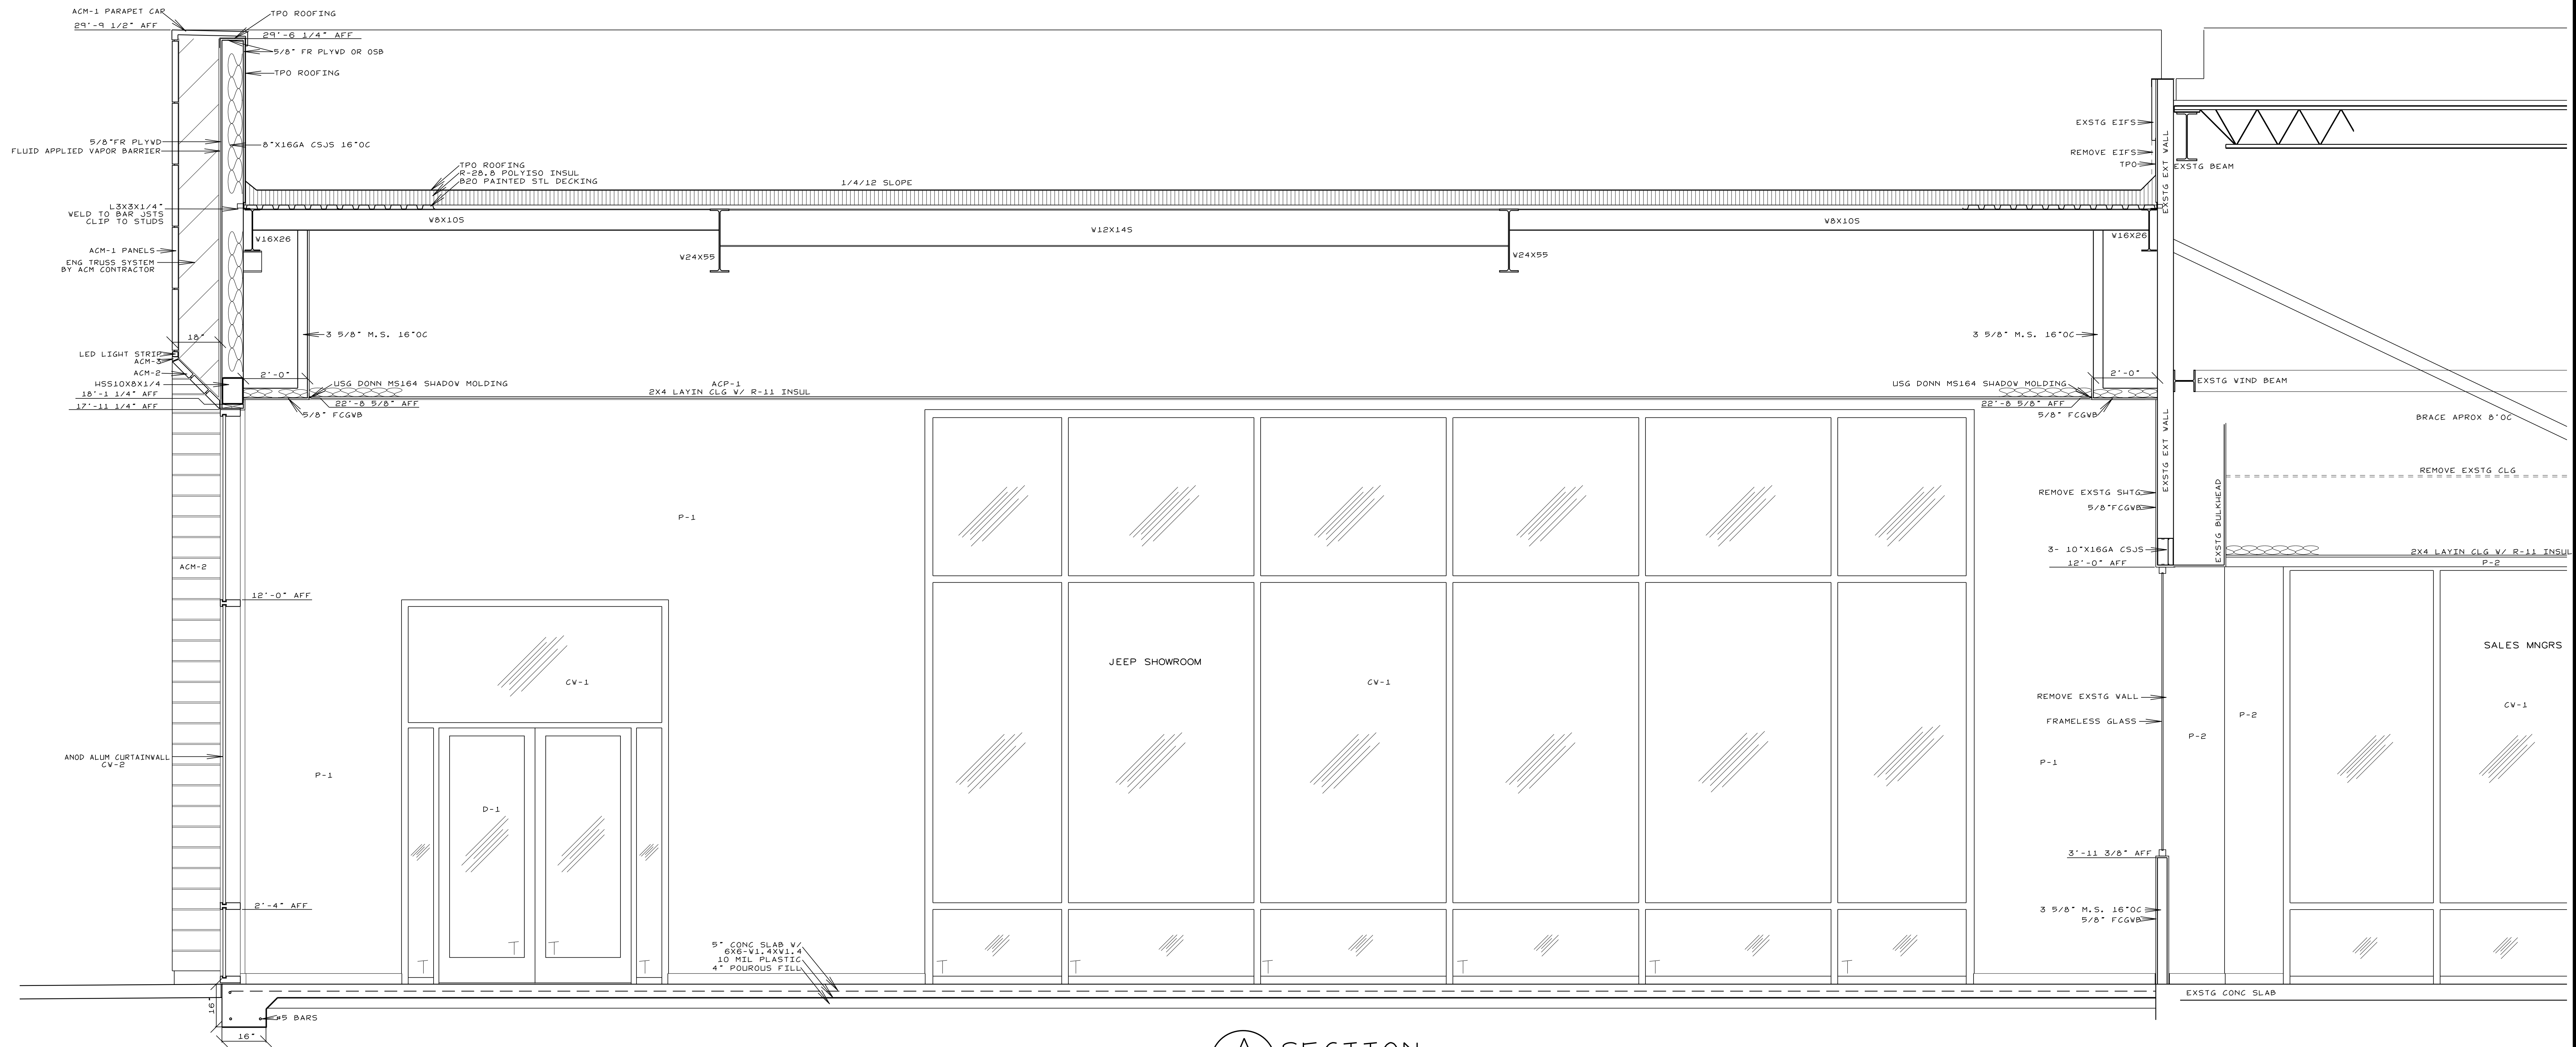 ACM-1 PARAPET CAP
TPO ROOFING
29'-9 1/2" AFF
29'-6 1/4" AFF
5/8" FR PLYWD OR OSB
TPO ROOFING
5/8"FR PLYWD
FLUID APPLIED VAPOR BARRIER
8"X16GA CSJS 16"OC
TPO ROOFING
R-28.8 POLYISO INSUL
B20 PAINTED STL DECKING
1/4/12 SLOPE
EXSTG EIFS
REMOVE EIFS
TPO
EXSTG EXT WALL
EXSTG BEAM
L3X3X1/4"
WELD TO BAR JSTS
CLIP TO STUDS
W8X10S
W12X14S
W8X10S
W16X26
W24X55
W24X55
W16X26
ACM-1 PANELS
ENG TRUSS SYSTEM
BY ACM CONTRACTOR
18"
3 5/8" M.S. 16"OC
3 5/8" M.S. 16"OC
LED LIGHT STRIP
ACM-3
ACM-2
HSS10X8X1/4
18'-1 1/4" AFF
17'-11 1/4" AFF
2'-0"
USG DONN MS164 SHADOW MOLDING
22'-8 5/8" AFF
5/8" FCGWB
ACP-1
2X4 LAYIN CLG W/ R-11 INSUL
USG DONN MS164 SHADOW MOLDING
2'-0"
22'-8 5/8" AFF
5/8" FCGWB
EXSTG WIND BEAM
BRACE APROX 8'OC
EXSTG EXT WALL
REMOVE EXSTG CLG
EXSTG BULKHEAD
REMOVE EXSTG SHTG
5/8"FCGWB
3- 10"X16GA CSJS
12'-0" AFF
2X4 LAYIN CLG W/ R-11 INSUL
P-2
P-1
ACM-2
12'-0" AFF
JEEP SHOWROOM
SALES MNGRS
CW-1
CW-1
CW-1
REMOVE EXSTG WALL
FRAMELESS GLASS
P-2
P-2
P-1
ANOD ALUM CURTAINWALL
CW-2
P-1
D-1
3'-11 3/8" AFF
2'-4" AFF
3 5/8" M.S. 16"OC
5/8" FCGWB
5" CONC SLAB W/
6X6-W1.4XW1.4
10 MIL PLASTIC
4" POUROUS FILL
EXSTG CONC SLAB
16"
#5 BARS
16"
A
SECTION